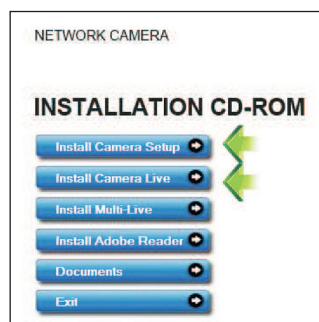 NETWORK CAMERA
INSTALLATION CD-ROM
Install Camera Setup
Install Camera Live
Install Multi-Live
Install Adobe Reader
Documents
Exit